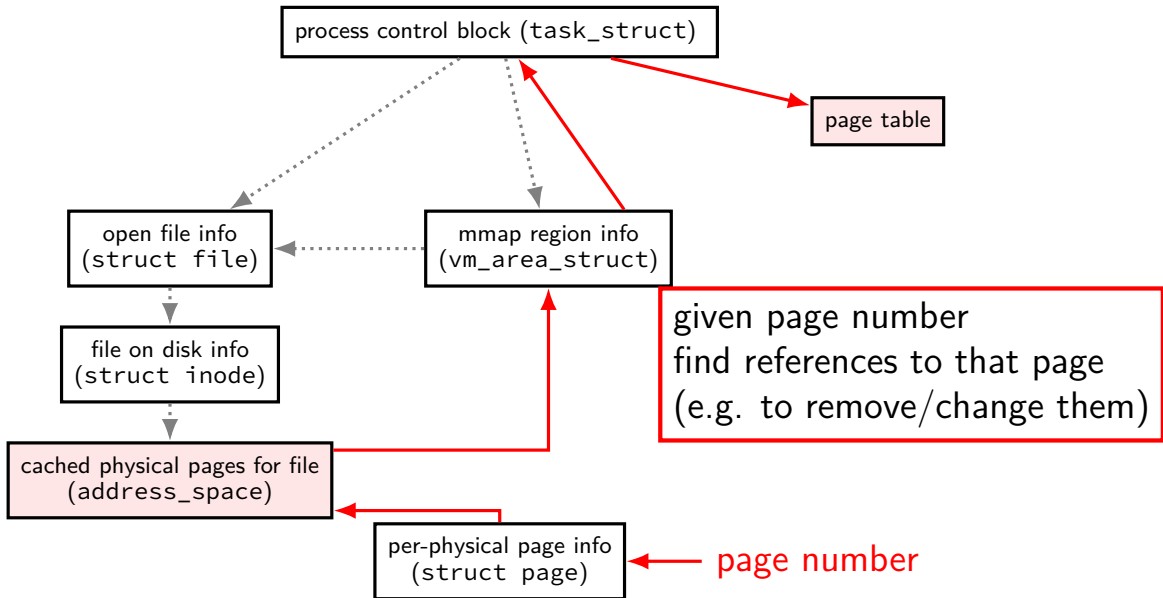 process control block (task_struct)
page table
open file info
(struct file)
mmap region info
(vm_area_struct)
given page number
find references to that page
(e.g. to remove/change them)
file on disk info
(struct inode)
cached physical pages for file
(address_space)
per-physical page info
(struct page)
page number